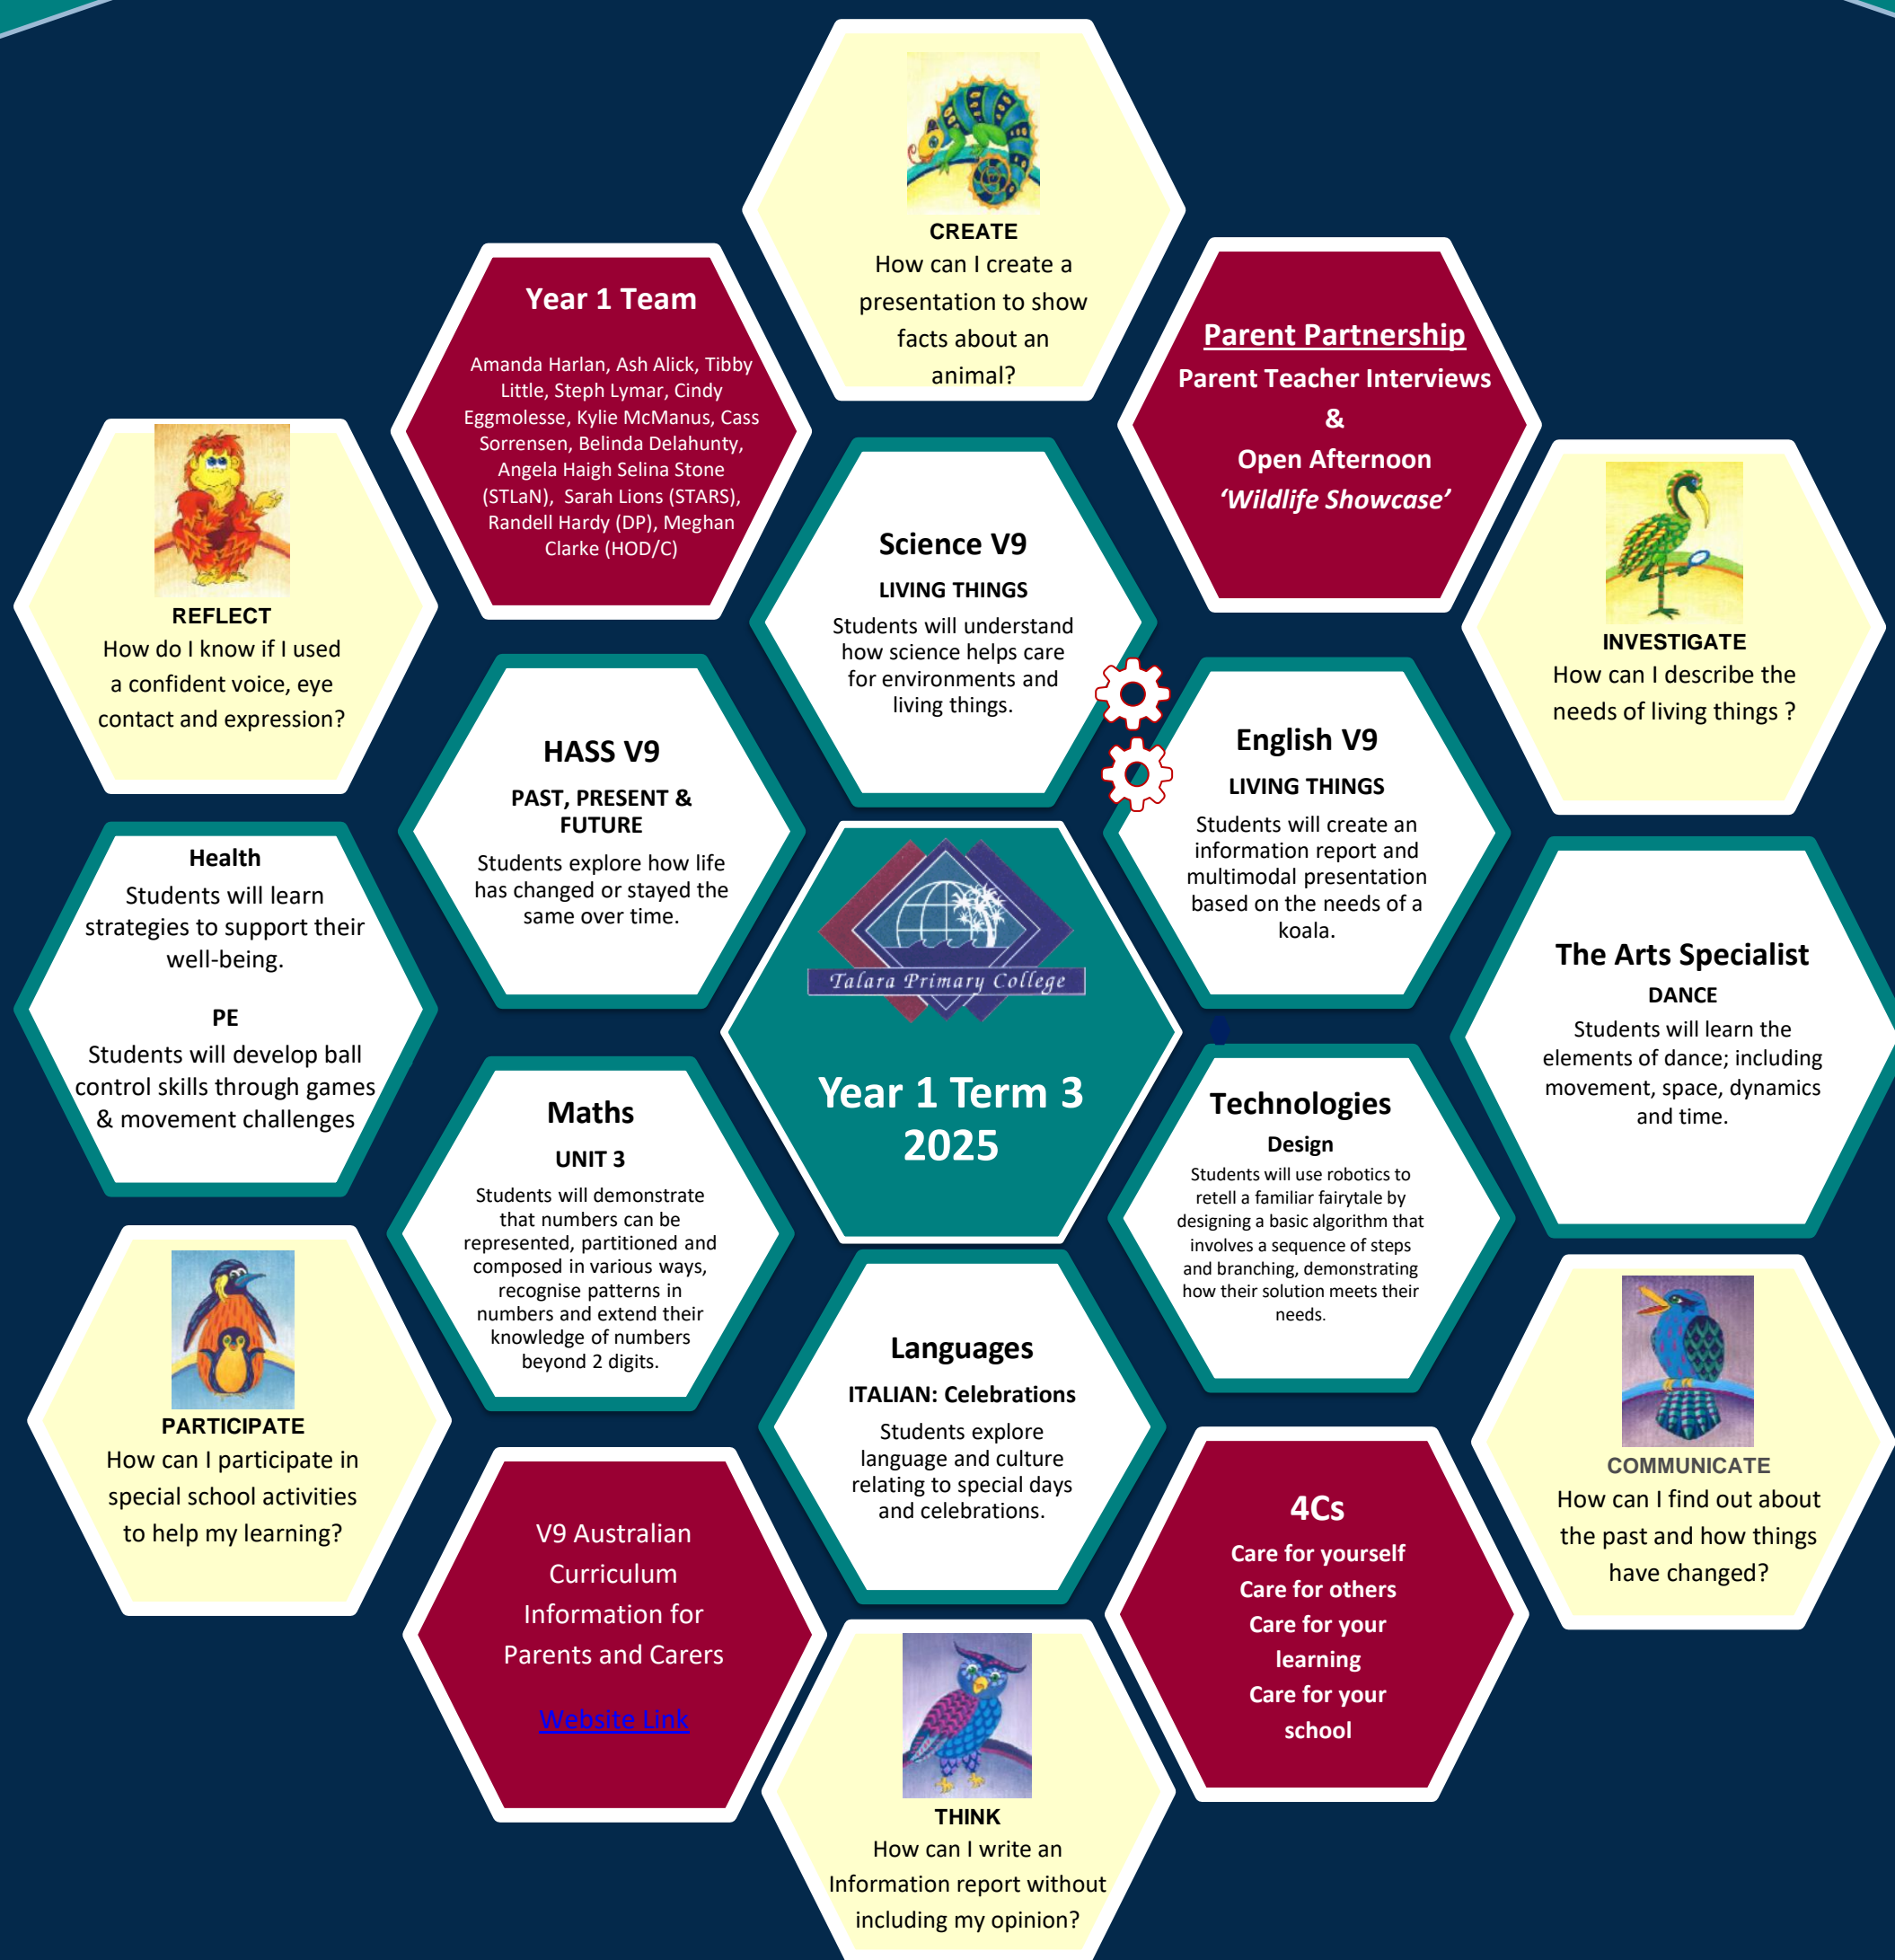 CREATE
How can I create a
presentation to show
facts about an
animal?
Year 1 Team
Amanda Harlan, Ash Alick, Tibby
Little, Steph Lymar, Cindy
Eggmolesse, Kylie McManus, Cass
Sorrensen, Belinda Delahunty,
Angela Haigh Selina Stone
(STLaN), Sarah Lions (STARS),
Randell Hardy (DP), Meghan
Clarke (HOD/C)
Parent Partnership
Parent Teacher Interviews
&
Open Afternoon
‘Wildlife Showcase’
REFLECT
How do I know if I used
a confident voice, eye
contact and expression?
Science V9
LIVING THINGS
Students will understand
how science helps care
for environments and
living things.
INVESTIGATE
How can I describe the
needs of living things ?
HASS V9
PAST, PRESENT &
FUTURE
Students explore how life
has changed or stayed the
same over time.
English V9
LIVING THINGS
Students will create an
information report and
multimodal presentation
based on the needs of a
koala.
Health
Students will learn
strategies to support their
well-being.
PE
Students will develop ball
control skills through games
& movement challenges
Talara Primary College
Year 1 Term 3
2025
The Arts Specialist
DANCE
Students will learn the
elements of dance; including
movement, space, dynamics
and time.
Maths
UNIT 3
Students will demonstrate
that numbers can be
represented, partitioned and
composed in various ways,
recognise patterns in
numbers and extend their
knowledge of numbers
beyond 2 digits.
Technologies
Design
Students will use robotics to
retell a familiar fairytale by
designing a basic algorithm that
involves a sequence of steps
and branching, demonstrating
how their solution meets their
needs.
PARTICIPATE
How can I participate in
special school activities
to help my learning?
Languages
ITALIAN: Celebrations
Students explore
language and culture
relating to special days
and celebrations.
COMMUNICATE
How can I find out about
the past and how things
have changed?
V9 Australian
Curriculum
Information for
Parents and Carers
Website Link
4Cs
Care for yourself
Care for others
Care for your
learning
Care for your
school
THINK
How can I write an
Information report without
including my opinion?